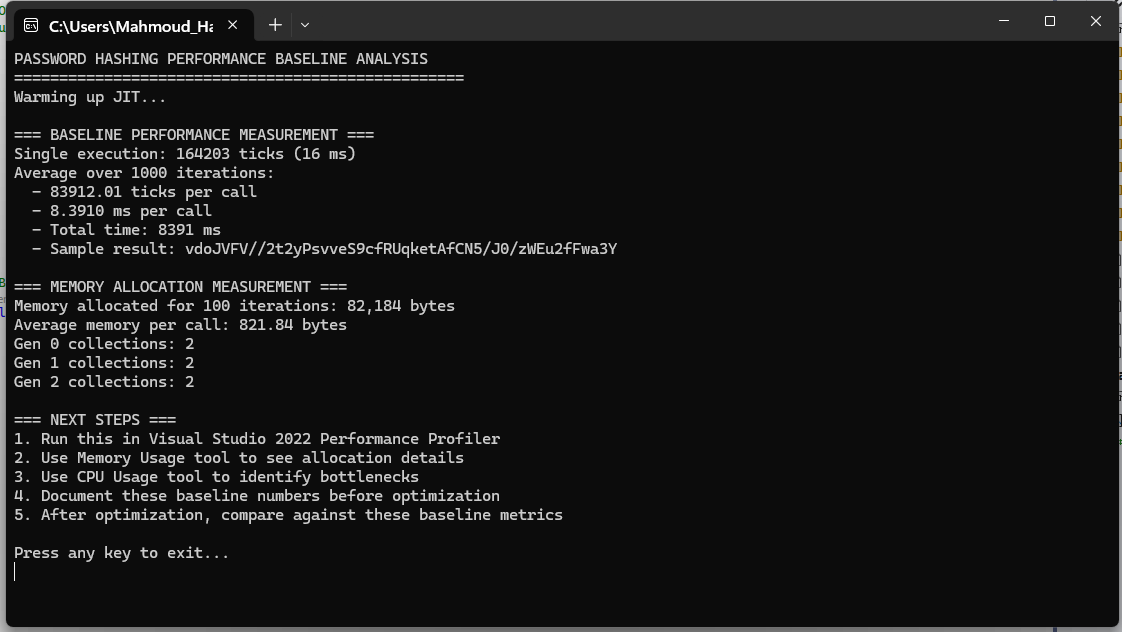 C:\Users\Mahmoud_Ha
PASSWORD HASHING PERFORMANCE BASELINE ANALYSIS
==================================================
Warming up JIT...
=== BASELINE PERFORMANCE MEASUREMENT ===
Single execution: 164203 ticks (16 ms)
Average over 1000 iterations:
  - 83912.01 ticks per call
  - 8.3910 ms per call
  - Total time: 8391 ms
  - Sample result: vdoJVFV//2t2yPsvveS9cfRUqketAfCN5/J0/zWEu2fFwa3Y
=== MEMORY ALLOCATION MEASUREMENT ===
Memory allocated for 100 iterations: 82,184 bytes
Average memory per call: 821.84 bytes
Gen 0 collections: 2
Gen 1 collections: 2
Gen 2 collections: 2
=== NEXT STEPS ===
1. Run this in Visual Studio 2022 Performance Profiler
2. Use Memory Usage tool to see allocation details
3. Use CPU Usage tool to identify bottlenecks
4. Document these baseline numbers before optimization
5. After optimization, compare against these baseline metrics
Press any key to exit...